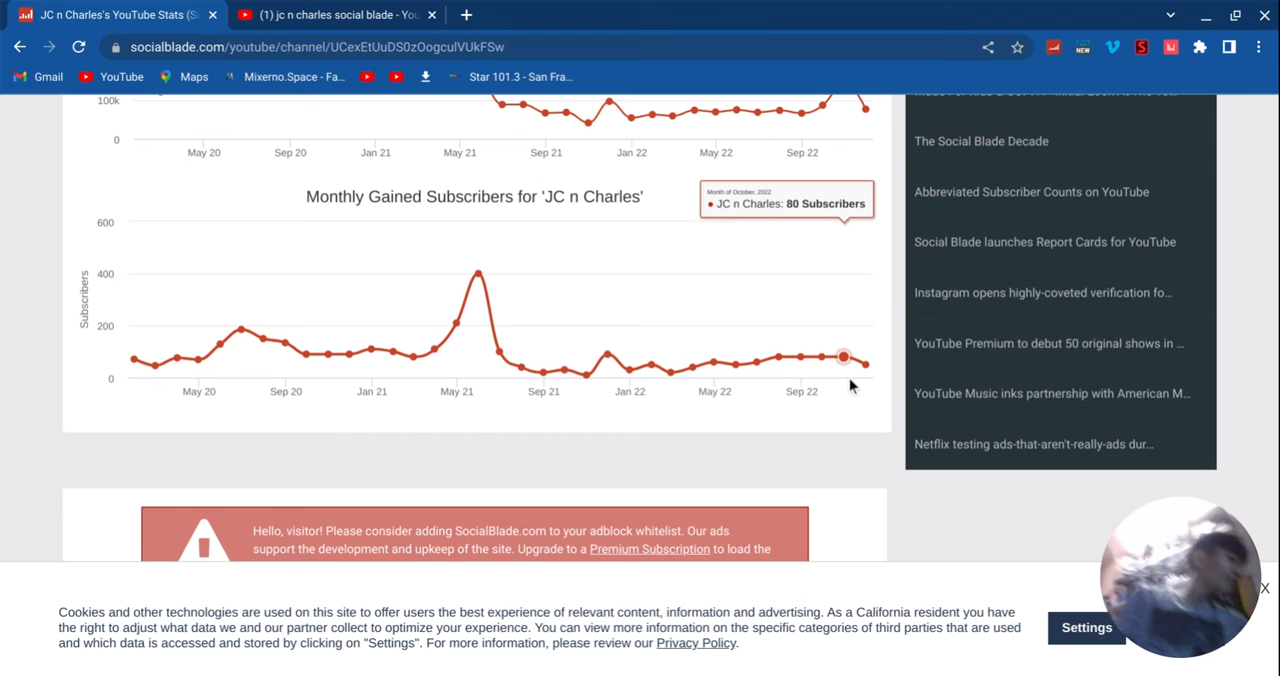 JC n Charles's YouTube Stats (S
(1) jc n charles social blade - You
socialblade.com/youtube/channel/UCexEtUuDS0zOogculVUkFSw
NEW
Gmail
YouTube
Maps
Mixerno.Space - Fa...
Star 101.3 - San Fra...
100k
0
May 20
Sep 20
Jan 21
May 21
Sep 21
Jan 22
May 22
Sep 22
Monthly Gained Subscribers for 'JC n Charles'
Month of October, 2022
JC n Charles: 80 Subscribers
Subscribers
600
400
200
0
May 20
Sep 20
Jan 21
May 21
Sep 21
Jan 22
May 22
Sep 22
The Social Blade Decade
Abbreviated Subscriber Counts on YouTube
Social Blade launches Report Cards for YouTube
Instagram opens highly-coveted verification fo...
YouTube Premium to debut 50 original shows in ...
YouTube Music inks partnership with American M...
Netflix testing ads-that-aren't-really-ads dur...
Hello, visitor! Please consider adding SocialBlade.com to your adblock whitelist. Our ads
support the development and upkeep of the site. Upgrade to a Premium Subscription to load the
Cookies and other technologies are used on this site to offer users the best experience of relevant content, information and advertising. As a California resident you have
the right to adjust what data we and our partner collect to optimize your experience. You can view more information on the specific categories of third parties that are used
and which data is accessed and stored by clicking on "Settings". For more information, please review our Privacy Policy.
Settings
X